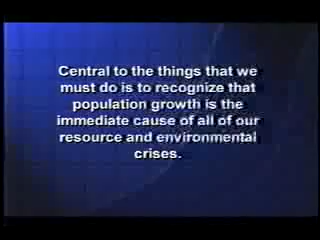 Central to the things that we
must do is to recognize that
population growth is the
immediate cause of all of our
resource and environmental
crises.